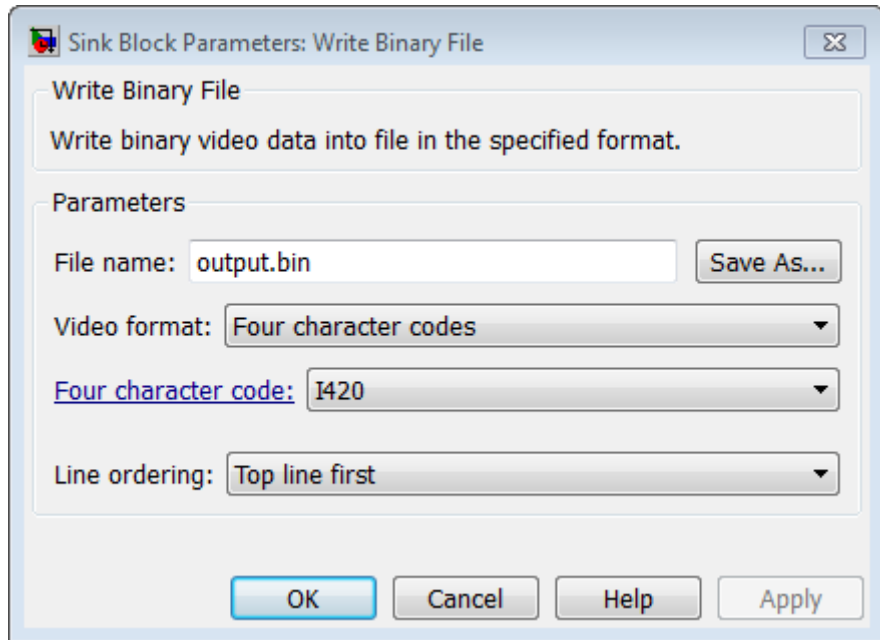 Sink Block Parameters: Write Binary File
Write Binary File
Write binary video data into file in the specified format.
Parameters
File name: output.bin Save As...
Video format: Four character codes
Four character code: I420
Line ordering: Top line first
OK Cancel Help Apply